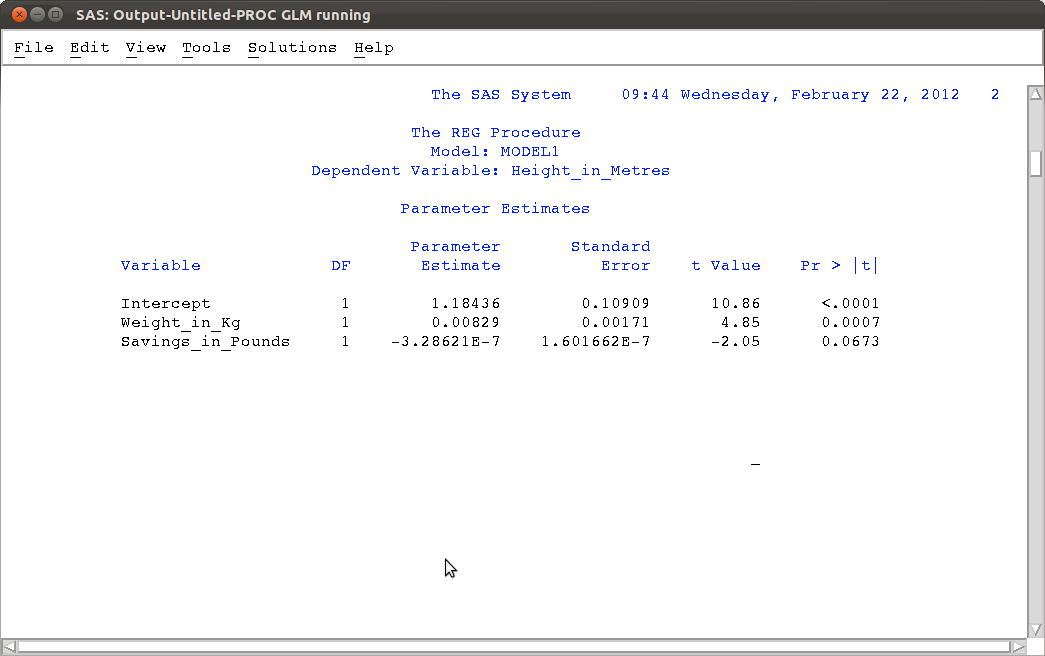 SAS: Output-Untitled-PROC GLM running
File Edit View Tools Solutions Help
The SAS System 09:44 Wednesday, February 22, 2012 2
The REG Procedure
Model: MODEL1
Dependent Variable: Height_in_Metres
Parameter Estimates
Parameter Standard
Variable DF Estimate Error t Value Pr > |t|
Intercept 1 1.18436 0.10909 10.86 <.0001
Weight_in_Kg 1 0.00829 0.00171 4.85 0.0007
Savings_in_Pounds 1 -3.28621E-7 1.601662E-7 -2.05 0.0673